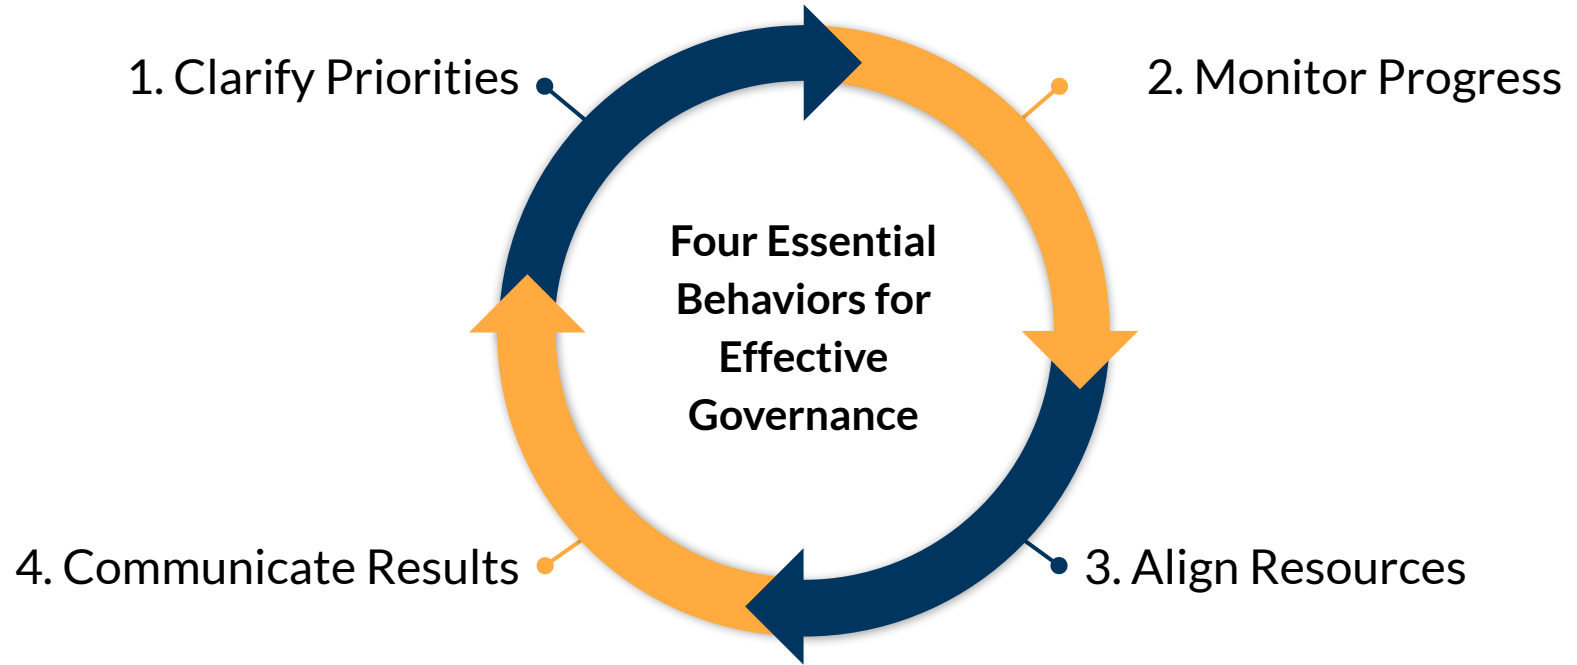 1. Clarify Priorities
2. Monitor Progress
Four Essential
Behaviors for
Effective
Governance
4. Communicate Results
3. Align Resources